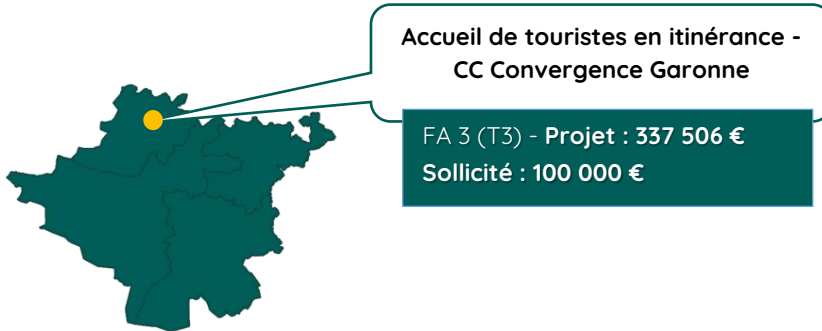 Accueil de touristes en itinérance -
CC Convergence Garonne
FA 3 (T3) - Projet : 337 506 €
Sollicité : 100 000 €